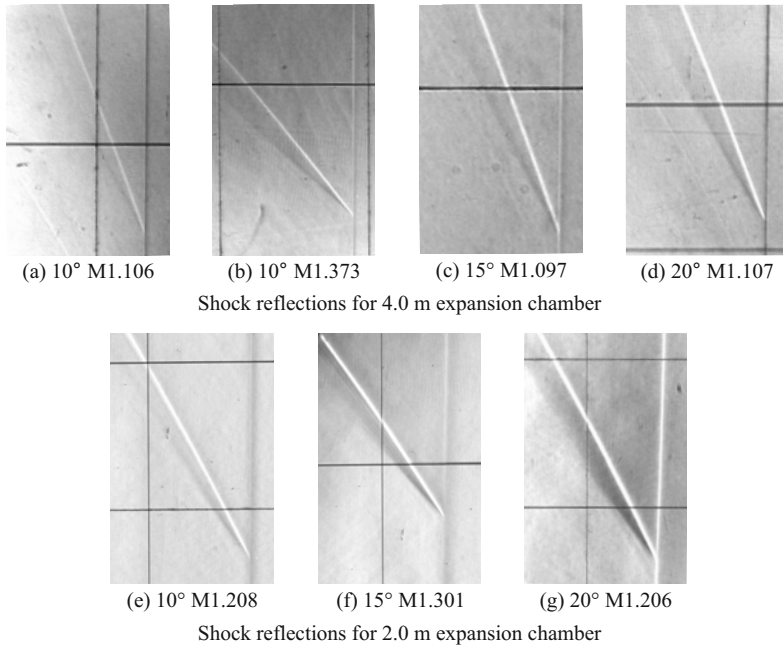 (a) 10° M1.106
(b) 10° M1.373
(c) 15° M1.097
(d) 20° M1.107
Shock reflections for 4.0 m expansion chamber
(e) 10° M1.208
(f) 15° M1.301
(g) 20° M1.206
Shock reflections for 2.0 m expansion chamber